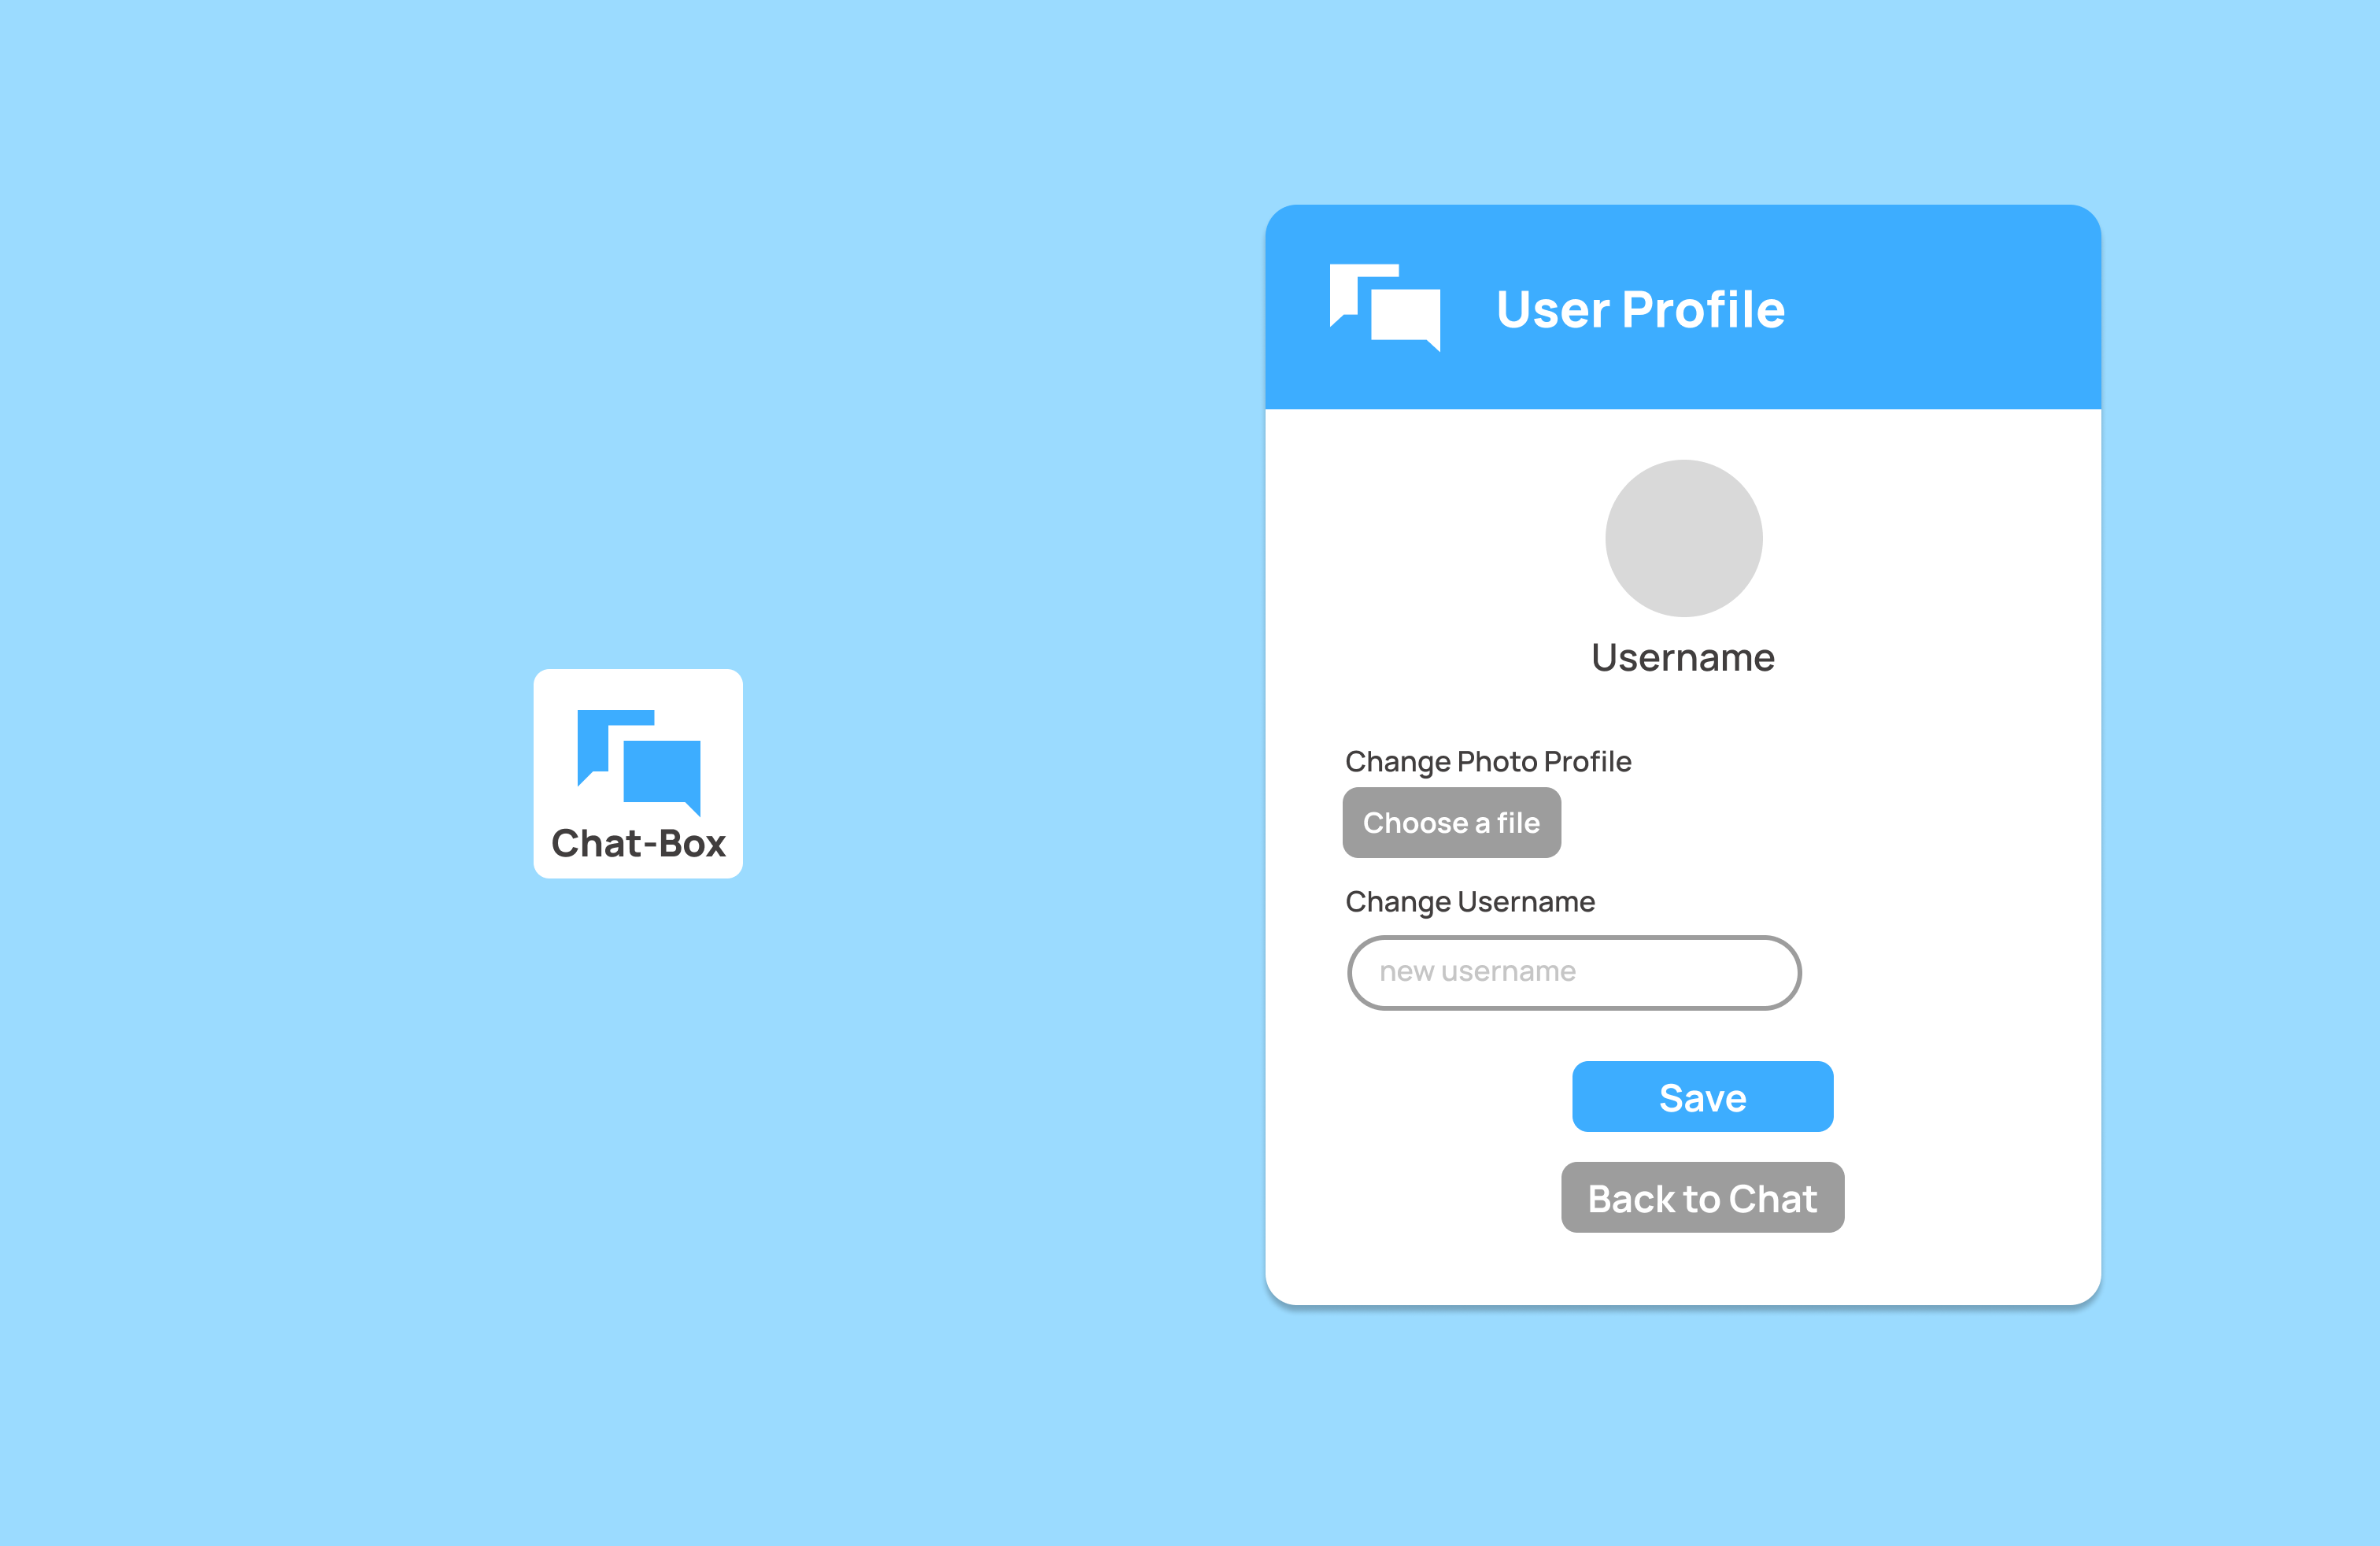 Chat-Box
User Profile
Username
Change Photo Profile
Choose a file
Change Username
new username
Save
Back to Chat